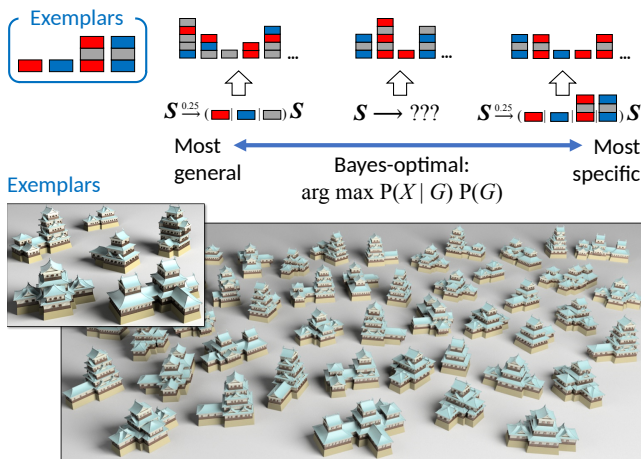 Exemplars
... ... ...
S →0.25 ( | | ) S
S → ???
S →0.25 ( | | | ) S
Most general
Most specific
Bayes-optimal:
arg max P(X | G) P(G)
Exemplars